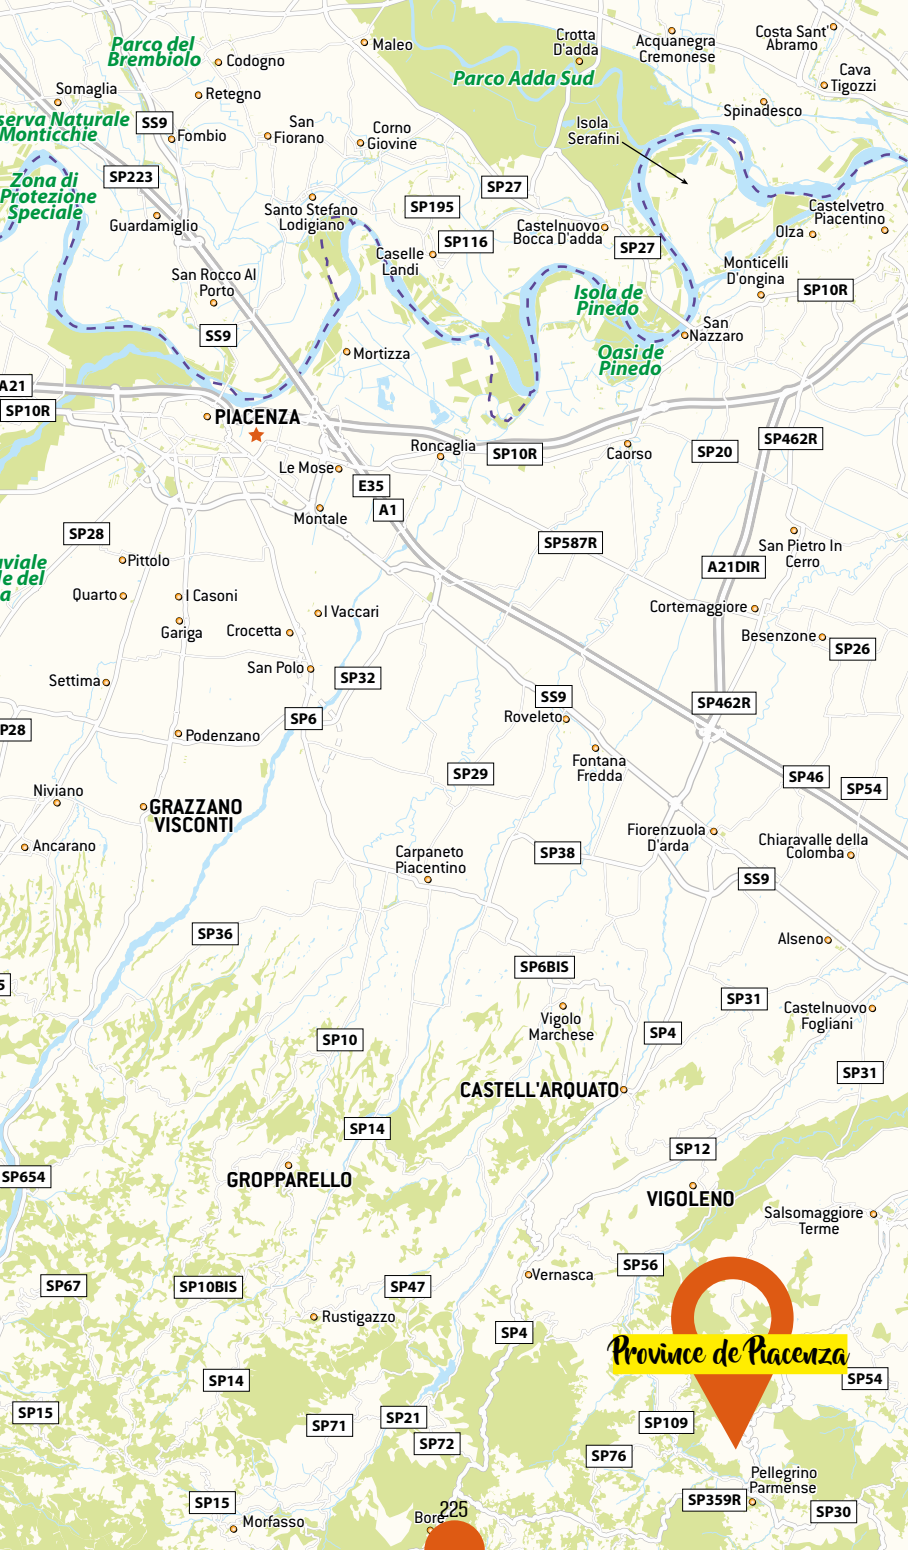 Parco del
Brembiolo
Codogno
Maleo
Crotta
D'adda
Acquanegra
Cremonese
Costa Sant'
Abramo
Parco Adda Sud
Cava
Tigozzi
Somaglia
Retegno
Spinadesco
serva Naturale
Monticchie
SS9
Fombio
San
Fiorano
Corno
Giovine
Isola
Serafini
Zona di
Protezione
Speciale
SP223
SP27
SP195
Santo Stefano
Lodigiano
Guardamiglio
Castelvetro
Piacentino
Olza
Castelnuovo
Bocca D'adda
SP116
SP27
Caselle
Landi
Monticelli
D'ongina
SP10R
San Rocco Al
Porto
Isola de
Pinedo
SS9
San
Nazzaro
Mortizza
Oasi de
Pinedo
A21
SP10R
PIACENZA
Roncaglia
SP10R
Caorso
SP20
SP462R
Le Mose
E35
A1
Montale
SP28
SP587R
San Pietro In
Cerro
uviale
le del
a
Pittolo
A21DIR
Quarto
I Casoni
I Vaccari
Cortemaggiore
Gariga
Crocetta
Besenzone
SP26
San Polo
SP32
Settima
SS9
SP462R
SP6
Roveleto
P28
Podenzano
Fontana
Fredda
SP29
SP46
SP54
Niviano
GRAZZANO
VISCONTI
Fiorenzuola
D'arda
Chiaravalle della
Colomba
Ancarano
Carpaneto
Piacentino
SP38
SS9
SP36
Alseno
SP6BIS
5
SP31
Vigolo
Marchese
Castelnuovo
Fogliani
SP10
SP4
SP31
CASTELL'ARQUATO
SP14
SP12
SP654
GROPPARELLO
VIGOLENO
Salsomaggiore
Terme
SP56
Vernasca
SP67
SP10BIS
SP47
Rustigazzo
SP4
Province de Piacenza
SP14
SP54
SP15
SP71
SP21
SP109
SP72
SP76
Pellegrino
Parmense
SP15
SP359R
SP30
Morfasso
Bore
225